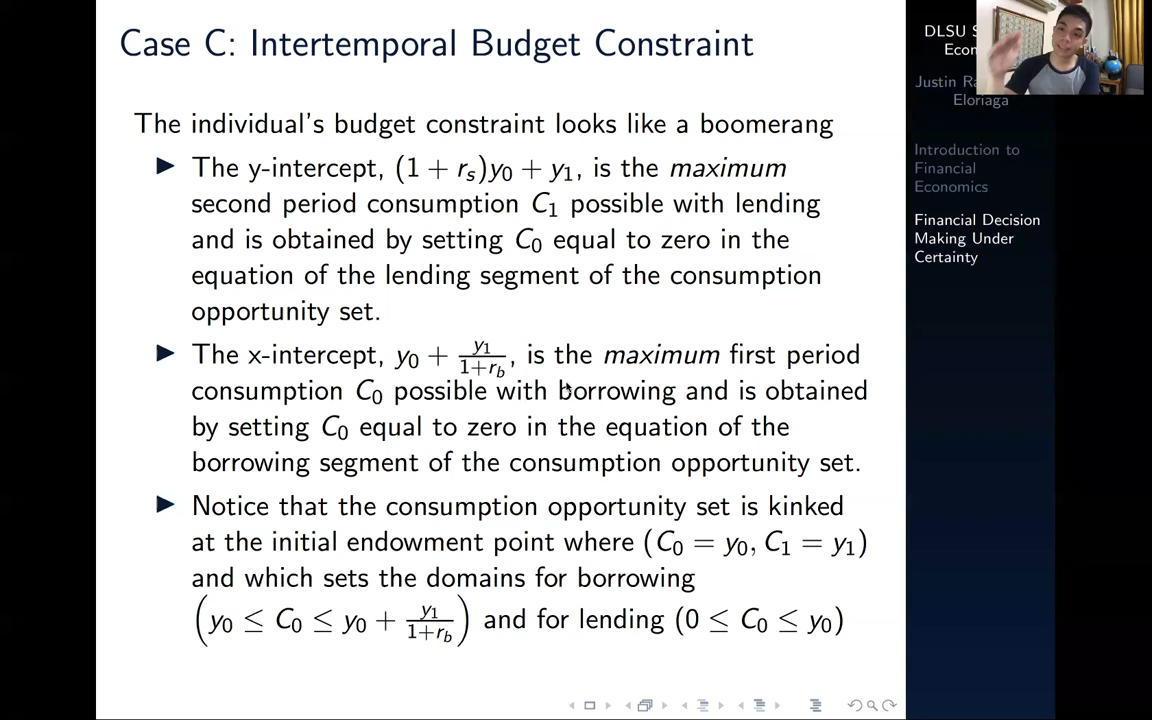 Case C: Intertemporal Budget Constraint
The individual's budget constraint looks like a boomerang
▶ The y-intercept, (1 + r_s)y_0 + y_1, is the maximum
second period consumption C_1 possible with lending
and is obtained by setting C_0 equal to zero in the
equation of the lending segment of the consumption
opportunity set.
▶ The x-intercept, y_0 + \frac{y_1}{1+r_b}, is the maximum first period
consumption C_0 possible with borrowing and is obtained
by setting C_0 equal to zero in the equation of the
borrowing segment of the consumption opportunity set.
▶ Notice that the consumption opportunity set is kinked
at the initial endowment point where (C_0 = y_0, C_1 = y_1)
and which sets the domains for borrowing
(y_0 ≤ C_0 ≤ y_0 + \frac{y_1}{1+r_b}) and for lending (0 ≤ C_0 ≤ y_0)
DLSU
Justin
Eloriaga
Introduction to
Financial
Economics
Financial Decision
Making Under
Certainty